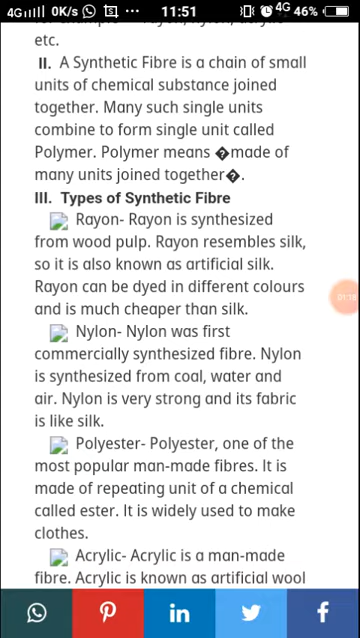 4G 0K/s ... 11:51 4G 46%
etc.
II. A Synthetic Fibre is a chain of small
units of chemical substance joined
together. Many such single units
combine to form single unit called
Polymer. Polymer means �made of
many units joined together�.
III. Types of Synthetic Fibre
Rayon- Rayon is synthesized
from wood pulp. Rayon resembles silk,
so it is also known as artificial silk.
Rayon can be dyed in different colours
and is much cheaper than silk.
Nylon- Nylon was first
commercially synthesized fibre. Nylon
is synthesized from coal, water and
air. Nylon is very strong and its fabric
is like silk.
Polyester- Polyester, one of the
most popular man-made fibres. It is
made of repeating unit of a chemical
called ester. It is widely used to make
clothes.
Acrylic- Acrylic is a man-made
fibre. Acrylic is known as artificial wool